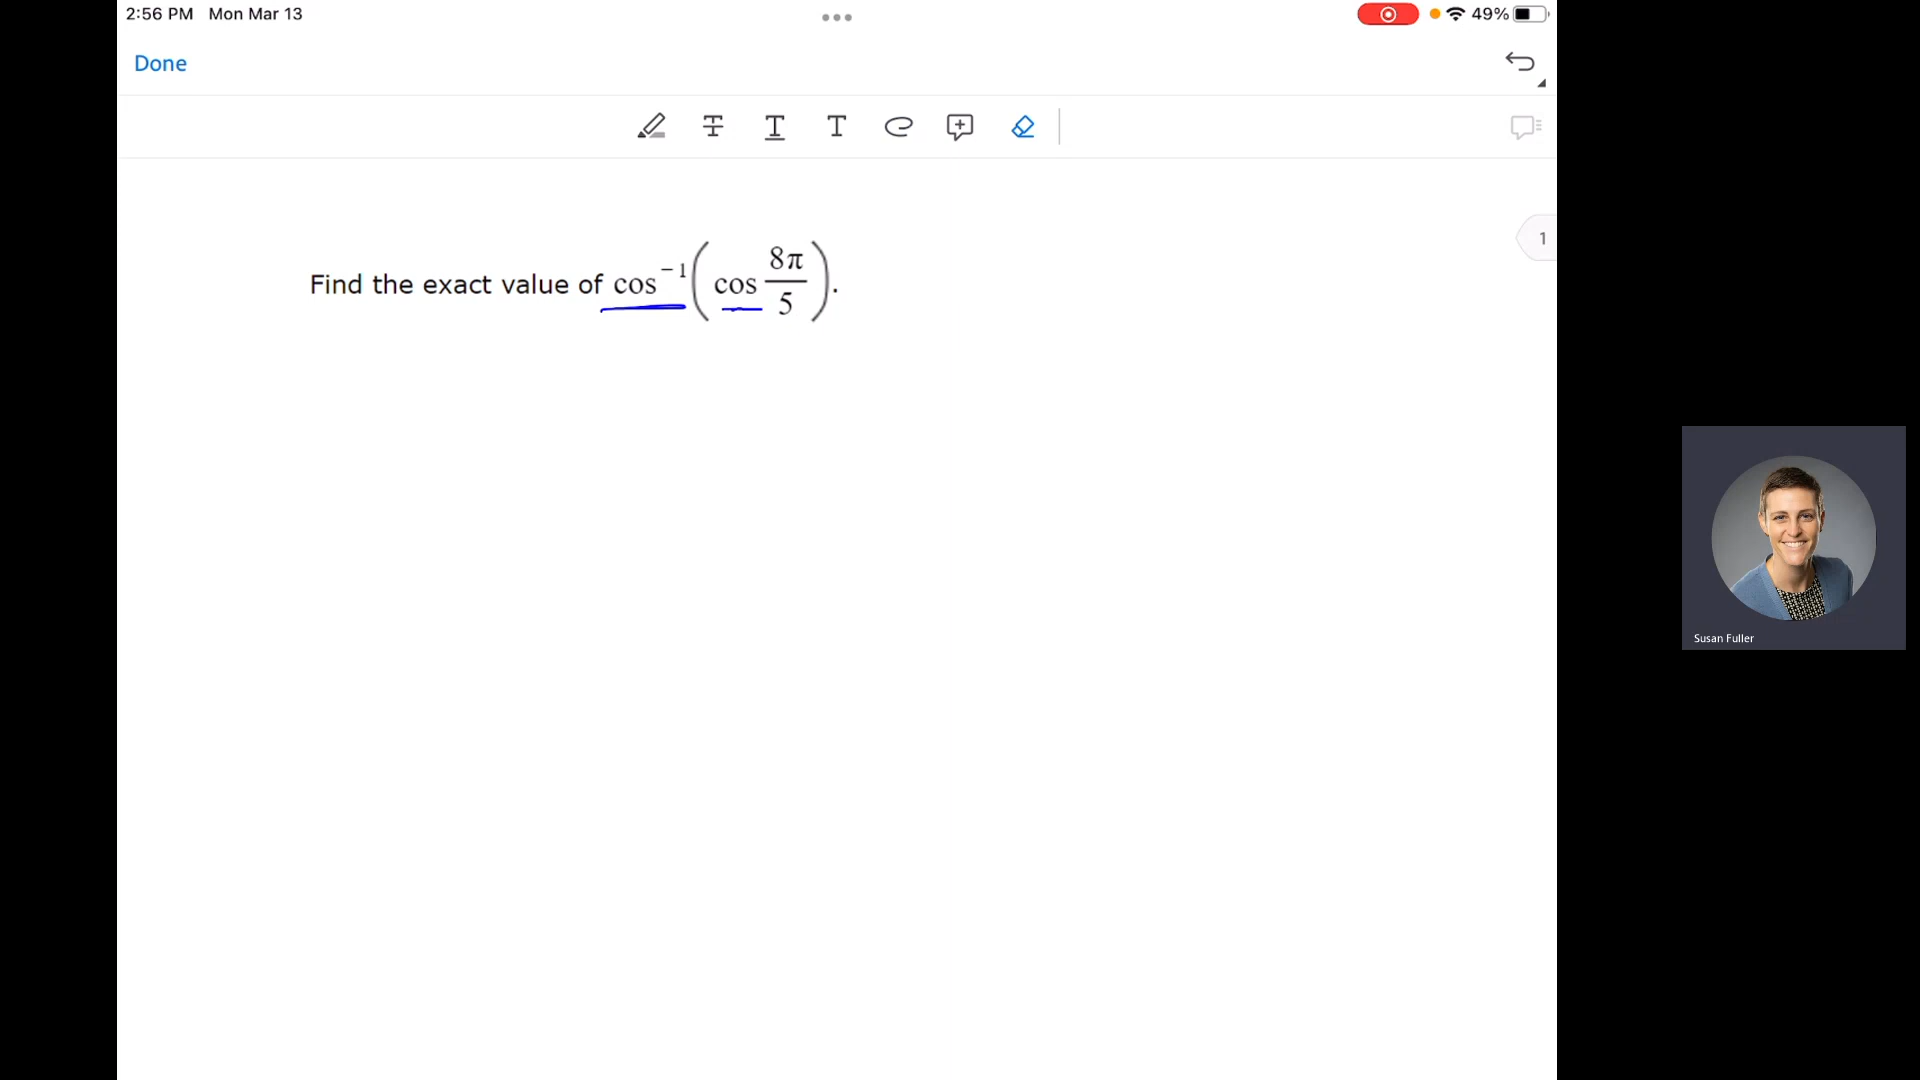 2:56 PM Mon Mar 13
49%
Done
T T T
1
Find the exact value of cos⁻¹(cos 8π/5).
Susan Fuller